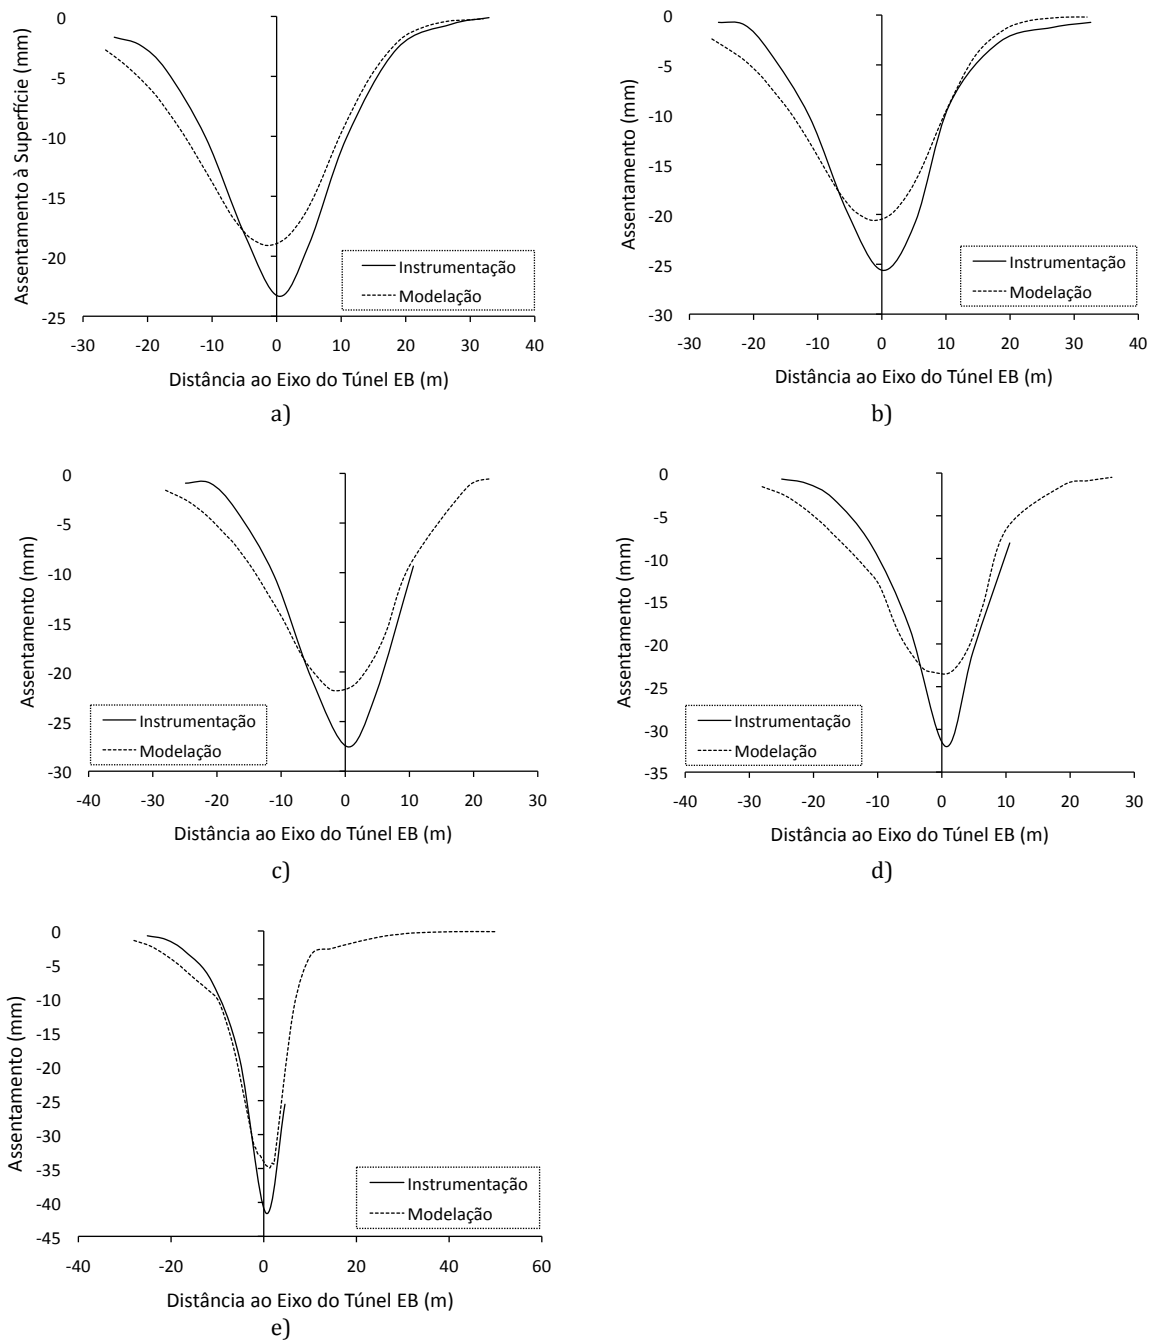 0
-5
-10
-15
-20
-25
Assentamento à Superfície (mm)
Instrumentação
Modelação
-30 -20 -10 0 10 20 30 40
Distância ao Eixo do Túnel EB (m)
a)
0
-5
-10
-15
-20
-25
-30
Assentamento (mm)
Instrumentação
Modelação
-30 -20 -10 0 10 20 30 40
Distância ao Eixo do Túnel EB (m)
b)
0
-5
-10
-15
-20
-25
-30
Assentamento (mm)
Instrumentação
Modelação
-40 -30 -20 -10 0 10 20 30
Distância ao Eixo do Túnel EB (m)
c)
0
-5
-10
-15
-20
-25
-30
-35
Assentamento (mm)
Instrumentação
Modelação
-40 -30 -20 -10 0 10 20 30
Distância ao Eixo do Túnel EB (m)
d)
0
-5
-10
-15
-20
-25
-30
-35
-40
-45
Assentamento (mm)
Instrumentação
Modelação
-40 -20 0 20 40 60
Distância ao Eixo do Túnel EB (m)
e)